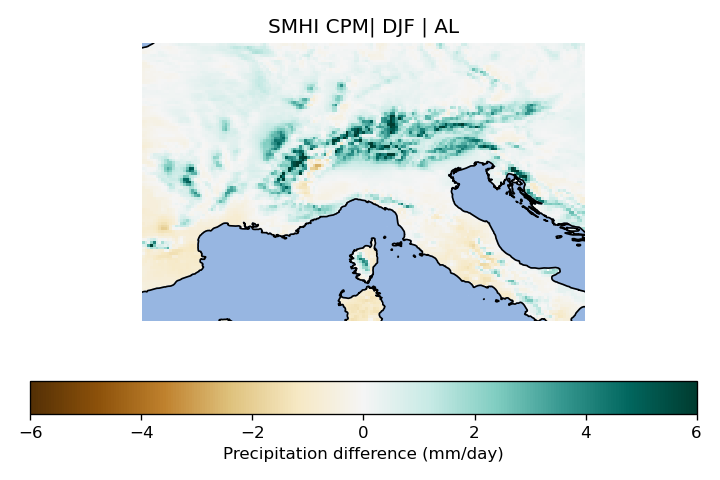 SMHI CPM| DJF | AL
−6 −4 −2 0 2 4 6
Precipitation difference (mm/day)